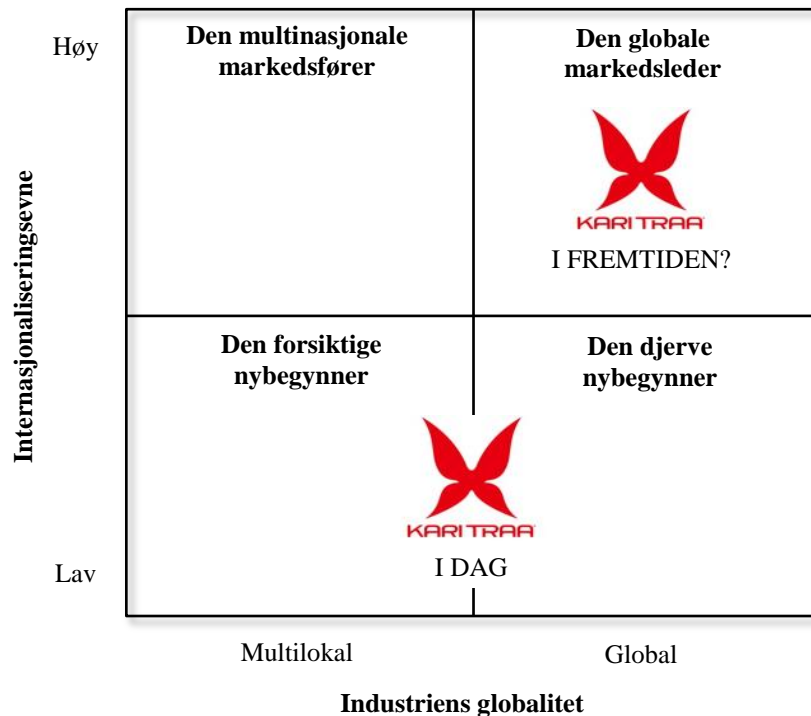 Høy
Den multinasjonale
markedsfører
Den globale
markedsleder
KARI TRAA
I FREMTIDEN?
Internasjonaliseringsevne
Den forsiktige
nybegynner
Den djerve
nybegynner
KARI TRAA
I DAG
Lav
Multilokal
Global
Industriens globalitet